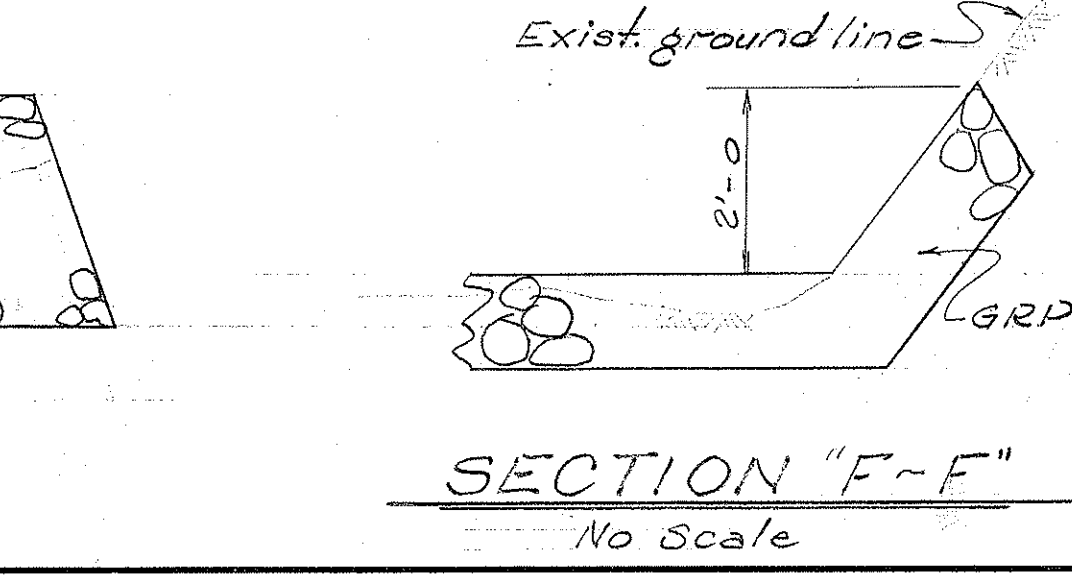 Exist. ground line
2'-0
GRP
SECTION "F~F"
No Scale